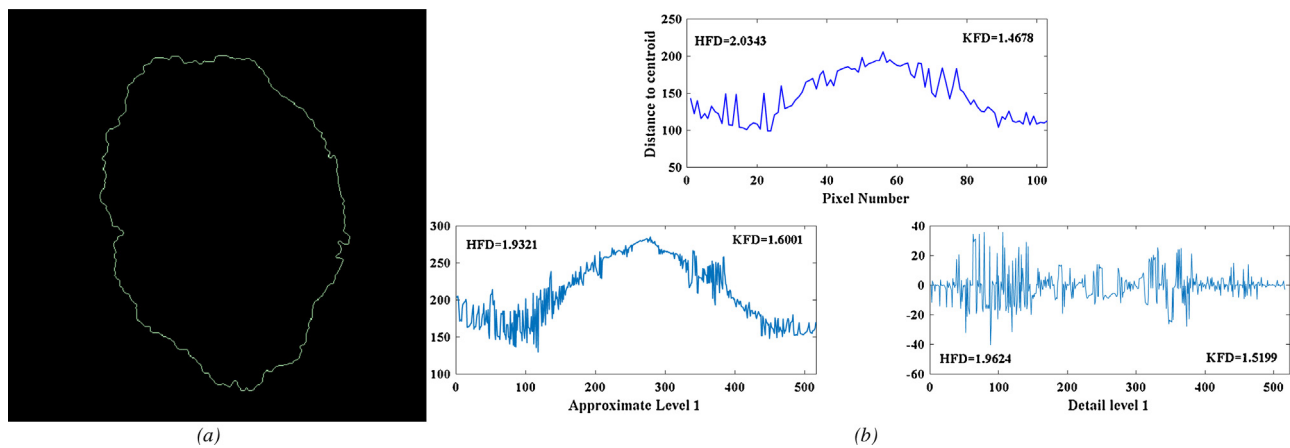 250
200
150
100
50
HFD=2.0343
KFD=1.4678
Distance to centroid
0 20 40 60 80 100
Pixel Number
300
250
200
150
100
HFD=1.9321
KFD=1.6001
0 100 200 300 400 500
Approximate Level 1
40
20
0
-20
-40
-60
HFD=1.9624
KFD=1.5199
0 100 200 300 400 500
Detail level 1
(a)
(b)